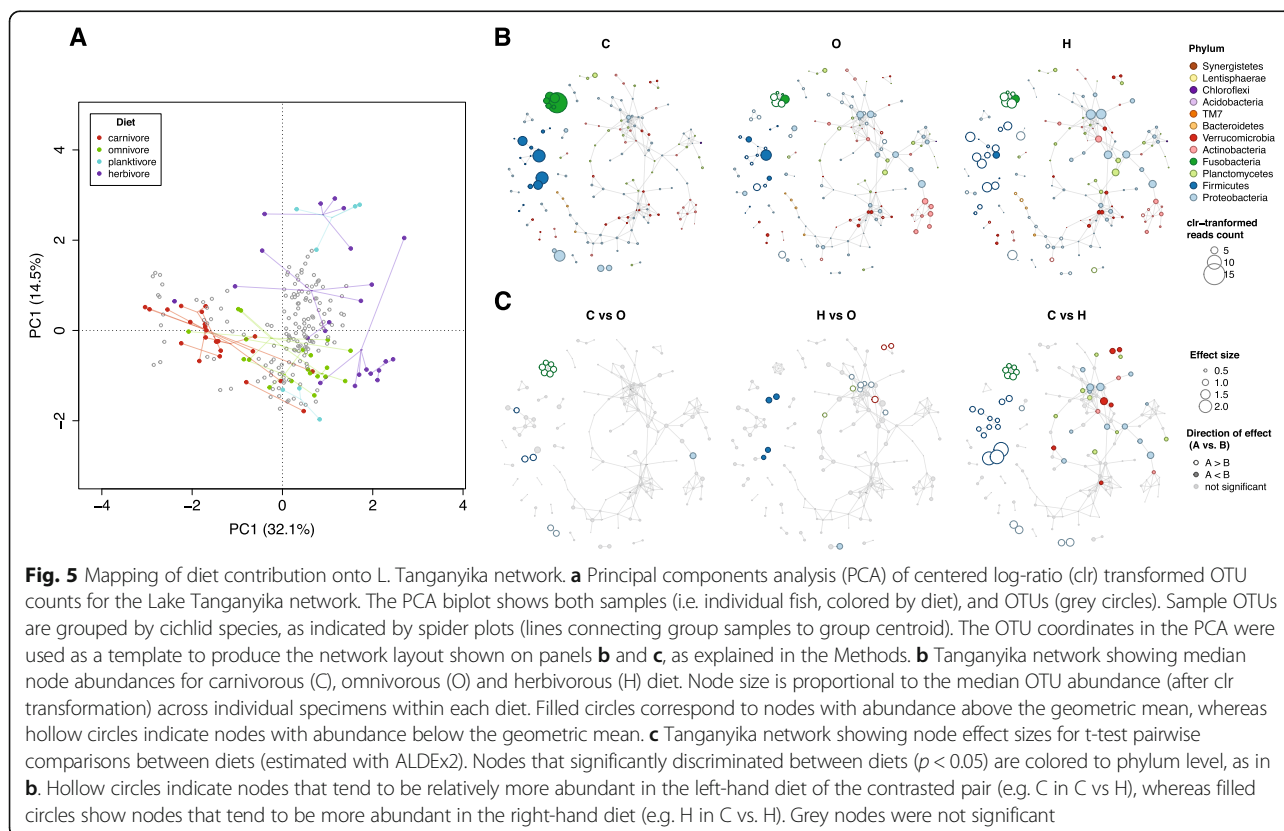 A
Diet
carnivore
omnivore
planktivore
herbivore
PC1 (14.5%)
4
2
0
−2
−4
−2
0
2
4
PC1 (32.1%)
B
C
O
H
Phylum
Synergistetes
Lentisphaerae
Chloroflexi
Acidobacteria
TM7
Bacteroidetes
Verrucomicrobia
Actinobacteria
Fusobacteria
Planctomycetes
Firmicutes
Proteobacteria
clr−tranformed
reads count
5
10
15
C
C vs O
H vs O
C vs H
Effect size
0.5
1.0
1.5
2.0
Direction of effect
(A vs. B)
A > B
A < B
not significant
Fig. 5 Mapping of diet contribution onto L. Tanganyika network. a Principal components analysis (PCA) of centered log-ratio (clr) transformed OTU
counts for the Lake Tanganyika network. The PCA biplot shows both samples (i.e. individual fish, colored by diet), and OTUs (grey circles). Sample OTUs
are grouped by cichlid species, as indicated by spider plots (lines connecting group samples to group centroid). The OTU coordinates in the PCA were
used as a template to produce the network layout shown on panels b and c, as explained in the Methods. b Tanganyika network showing median
node abundances for carnivorous (C), omnivorous (O) and herbivorous (H) diet. Node size is proportional to the median OTU abundance (after clr
transformation) across individual specimens within each diet. Filled circles correspond to nodes with abundance above the geometric mean, whereas
hollow circles indicate nodes with abundance below the geometric mean. c Tanganyika network showing node effect sizes for t-test pairwise
comparisons between diets (estimated with ALDEx2). Nodes that significantly discriminated between diets (p < 0.05) are colored to phylum level, as in
b. Hollow circles indicate nodes that tend to be relatively more abundant in the left-hand diet of the contrasted pair (e.g. C in C vs H), whereas filled
circles show nodes that tend to be more abundant in the right-hand diet (e.g. H in C vs. H). Grey nodes were not significant